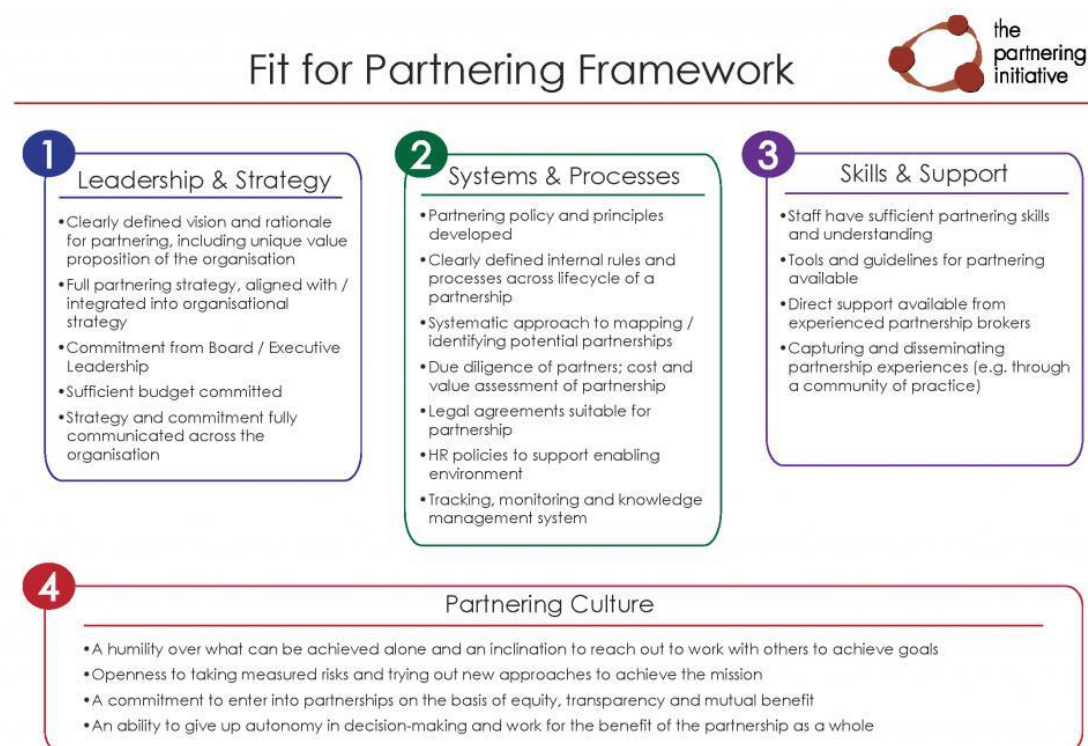 Fit for Partnering Framework
the
partnering
initiative
1
Leadership & Strategy
•Clearly defined vision and rationale
for partnering, including unique value
proposition of the organisation
•Full partnering strategy, aligned with /
integrated into organisational
strategy
•Commitment from Board / Executive
Leadership
•Sufficient budget committed
•Strategy and commitment fully
communicated across the
organisation
2
Systems & Processes
•Partnering policy and principles
developed
•Clearly defined internal rules and
processes across lifecycle of a
partnership
•Systematic approach to mapping /
identifying potential partnerships
•Due diligence of partners; cost and
value assessment of partnership
•Legal agreements suitable for
partnership
•HR policies to support enabling
environment
•Tracking, monitoring and knowledge
management system
3
Skills & Support
•Staff have sufficient partnering skills
and understanding
•Tools and guidelines for partnering
available
•Direct support available from
experienced partnership brokers
•Capturing and disseminating
partnership experiences (e.g. through
a community of practice)
4
Partnering Culture
•A humility over what can be achieved alone and an inclination to reach out to work with others to achieve goals
•Openness to taking measured risks and trying out new approaches to achieve the mission
•A commitment to enter into partnerships on the basis of equity, transparency and mutual benefit
•An ability to give up autonomy in decision-making and work for the benefit of the partnership as a whole